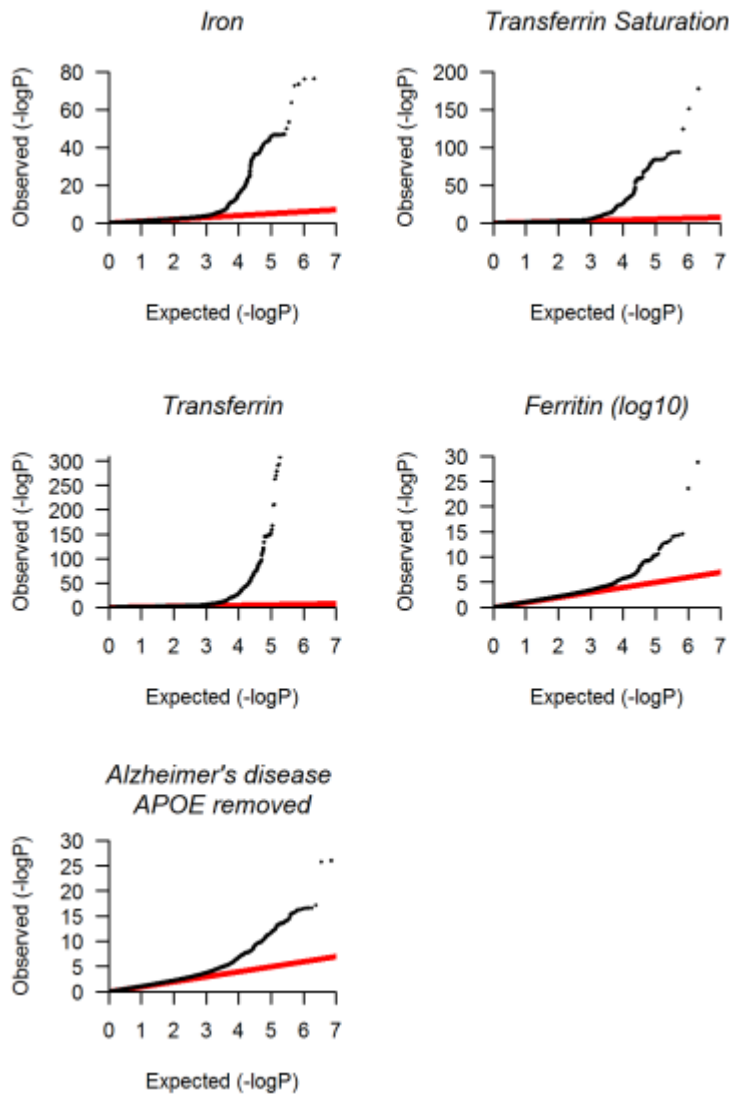 Iron
Observed (-logP)
80
60
40
20
0
0 1 2 3 4 5 6 7
Expected (-logP)
Transferrin Saturation
Observed (-logP)
200
150
100
50
0
0 1 2 3 4 5 6 7
Expected (-logP)
Transferrin
Observed (-logP)
300
250
200
150
100
50
0
0 1 2 3 4 5 6 7
Expected (-logP)
Ferritin (log10)
Observed (-logP)
30
25
20
15
10
5
0
0 1 2 3 4 5 6 7
Expected (-logP)
Alzheimer's disease
APOE removed
Observed (-logP)
30
25
20
15
10
5
0
0 1 2 3 4 5 6 7
Expected (-logP)